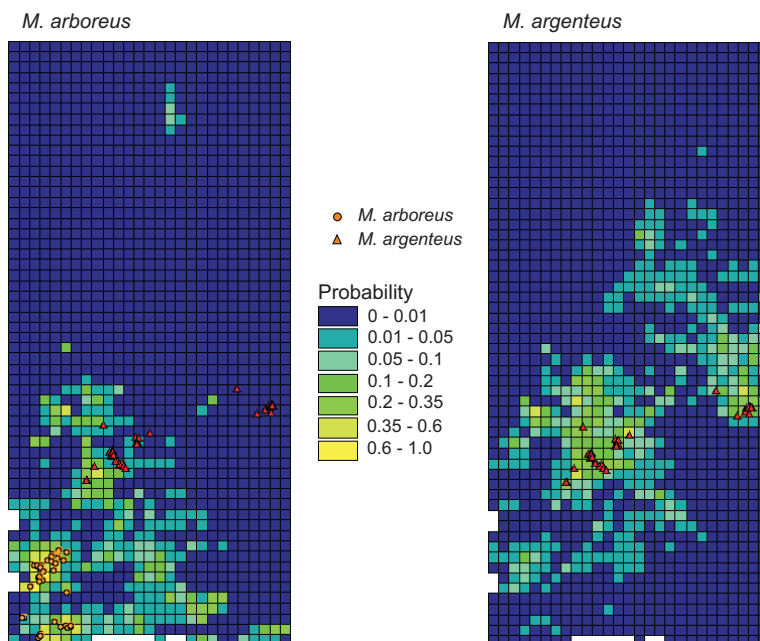 M. arboreus
M. argenteus
M. arboreus
M. argenteus
Probability
0 - 0.01
0.01 - 0.05
0.05 - 0.1
0.1 - 0.2
0.2 - 0.35
0.35 - 0.6
0.6 - 1.0